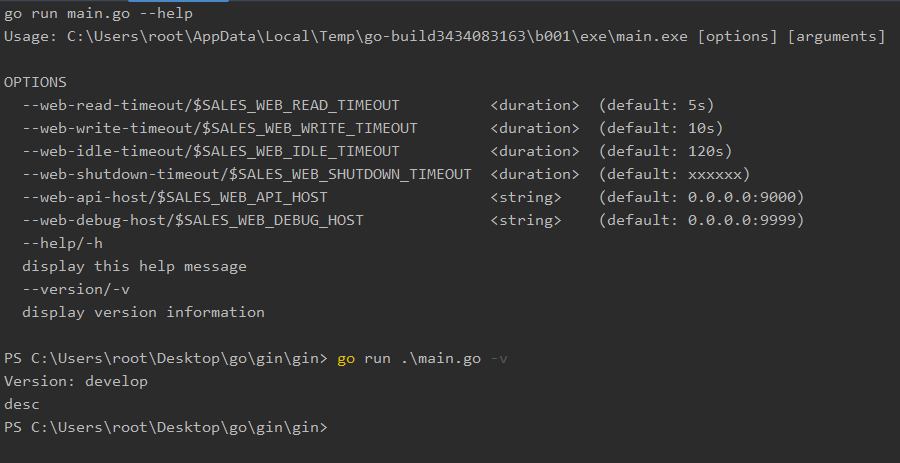 go run main.go --help
Usage: C:\Users\root\AppData\Local\Temp\go-build3434083163\b001\exe\main.exe [options] [arguments]
OPTIONS
--web-read-timeout/$SALES_WEB_READ_TIMEOUT <duration> (default: 5s)
--web-write-timeout/$SALES_WEB_WRITE_TIMEOUT <duration> (default: 10s)
--web-idle-timeout/$SALES_WEB_IDLE_TIMEOUT <duration> (default: 120s)
--web-shutdown-timeout/$SALES_WEB_SHUTDOWN_TIMEOUT <duration> (default: xxxxxx)
--web-api-host/$SALES_WEB_API_HOST <string> (default: 0.0.0.0:9000)
--web-debug-host/$SALES_WEB_DEBUG_HOST <string> (default: 0.0.0.0:9999)
--help/-h
display this help message
--version/-v
display version information
PS C:\Users\root\Desktop\go\gin\gin> go run .\main.go -v
Version: develop
desc
PS C:\Users\root\Desktop\go\gin\gin>